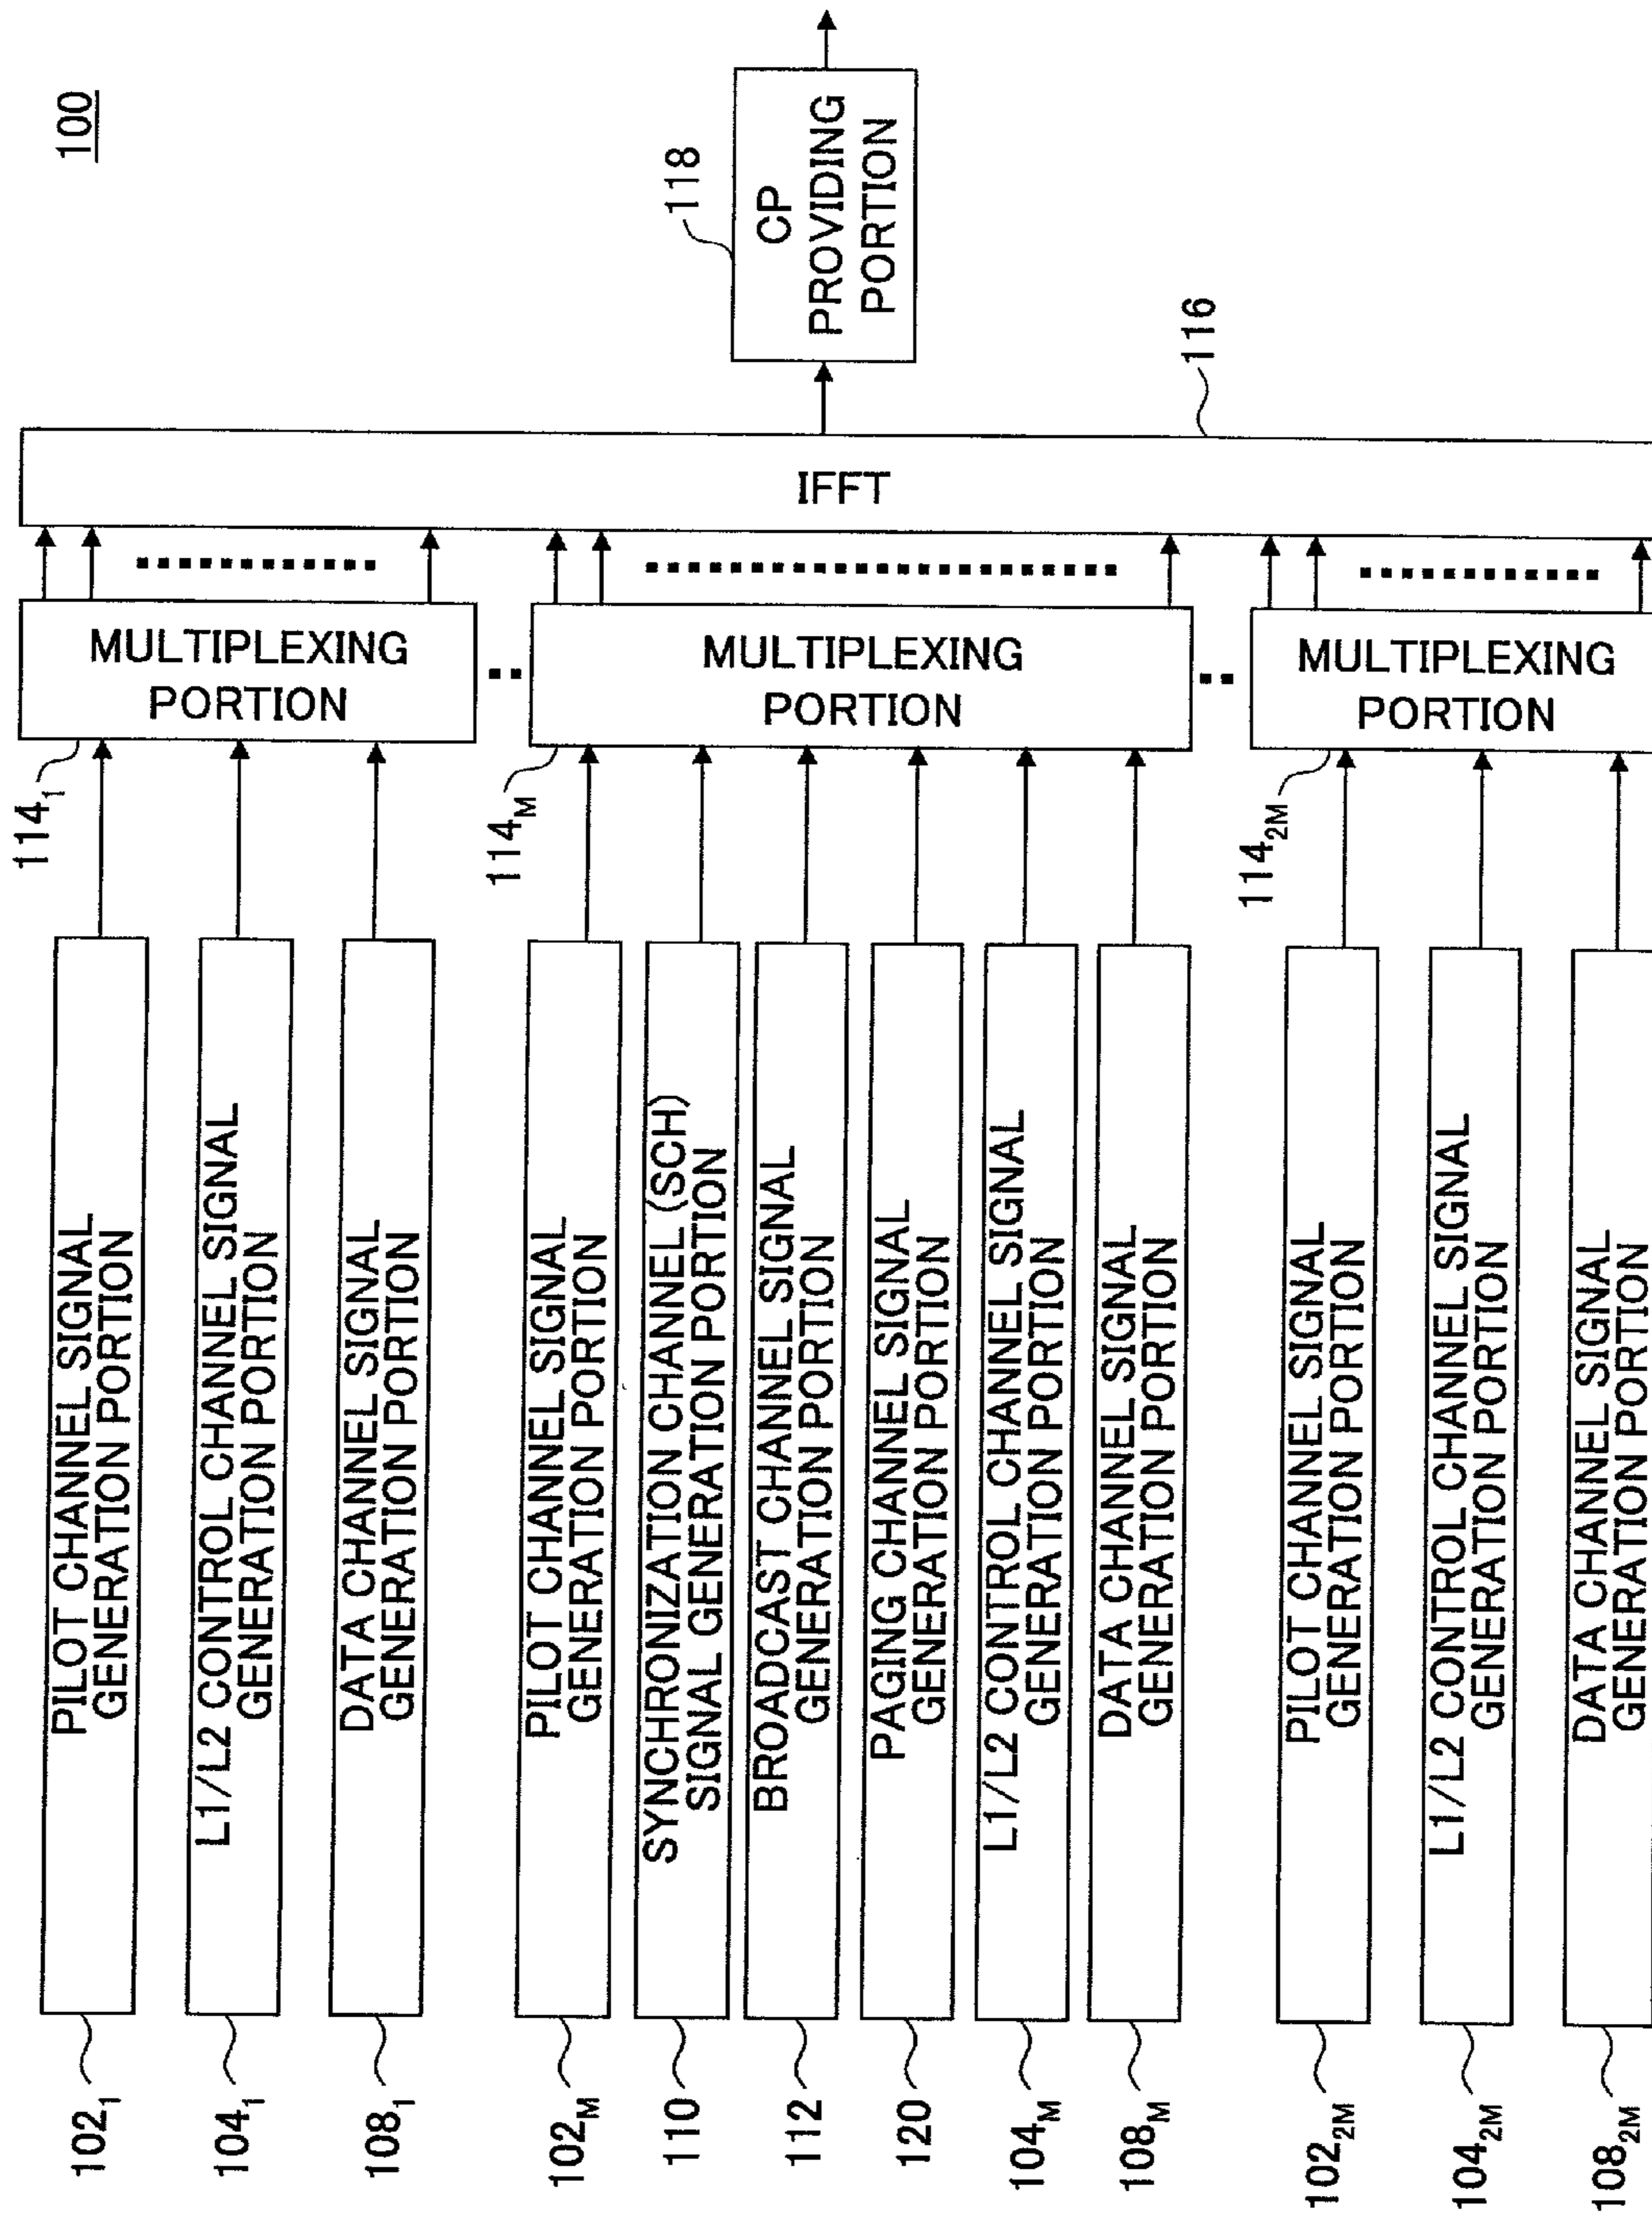 100
102₁
PILOT CHANNEL SIGNAL
GENERATION PORTION
104₁
L1/L2 CONTROL CHANNEL SIGNAL
GENERATION PORTION
108₁
DATA CHANNEL SIGNAL
GENERATION PORTION
114₁
MULTIPLEXING
PORTION
102M
PILOT CHANNEL SIGNAL
GENERATION PORTION
110
SYNCHRONIZATION CHANNEL (SCH)
SIGNAL GENERATION PORTION
112
BROADCAST CHANNEL SIGNAL
GENERATION PORTION
120
PAGING CHANNEL SIGNAL
GENERATION PORTION
104M
L1/L2 CONTROL CHANNEL SIGNAL
GENERATION PORTION
108M
DATA CHANNEL SIGNAL
GENERATION PORTION
114M
MULTIPLEXING
PORTION
102₂M
PILOT CHANNEL SIGNAL
GENERATION PORTION
104₂M
L1/L2 CONTROL CHANNEL SIGNAL
GENERATION PORTION
108₂M
DATA CHANNEL SIGNAL
GENERATION PORTION
114₂M
MULTIPLEXING
PORTION
IFFT
116
118
CP
PROVIDING
PORTION